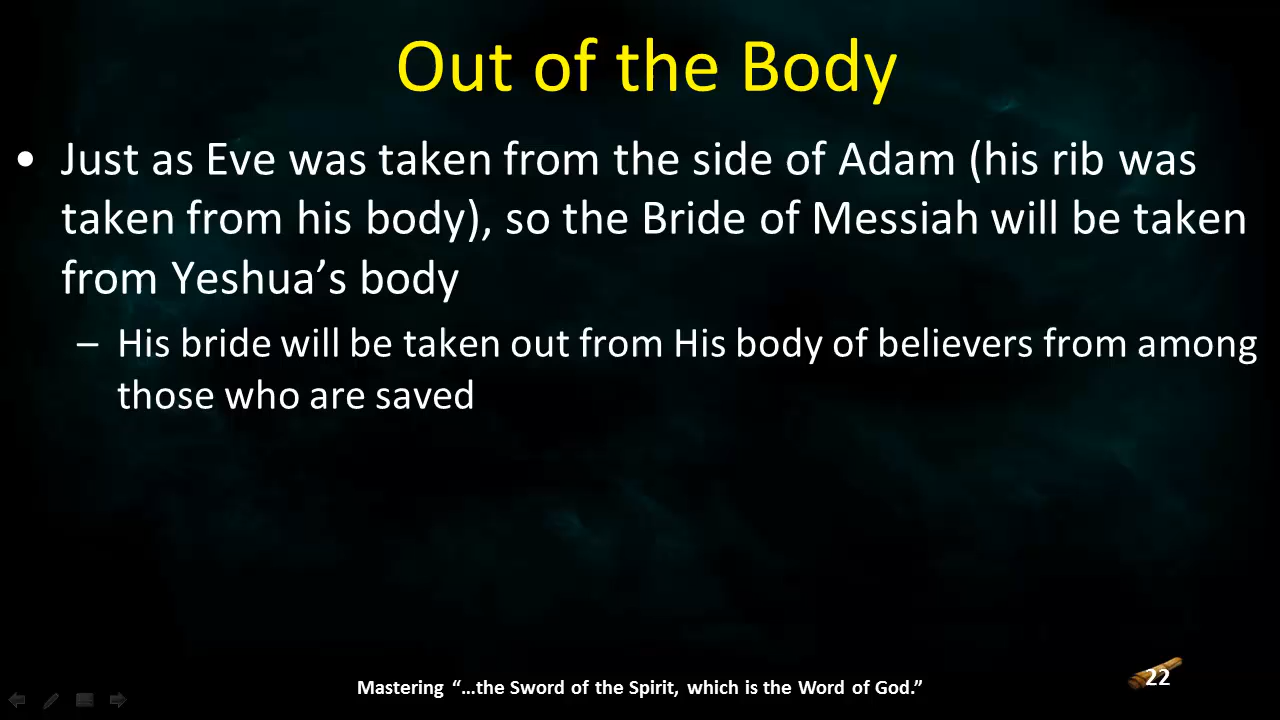 Out of the Body
• Just as Eve was taken from the side of Adam (his rib was
taken from his body), so the Bride of Messiah will be taken
from Yeshua’s body
– His bride will be taken out from His body of believers from among
those who are saved
Mastering “…the Sword of the Spirit, which is the Word of God.”
22